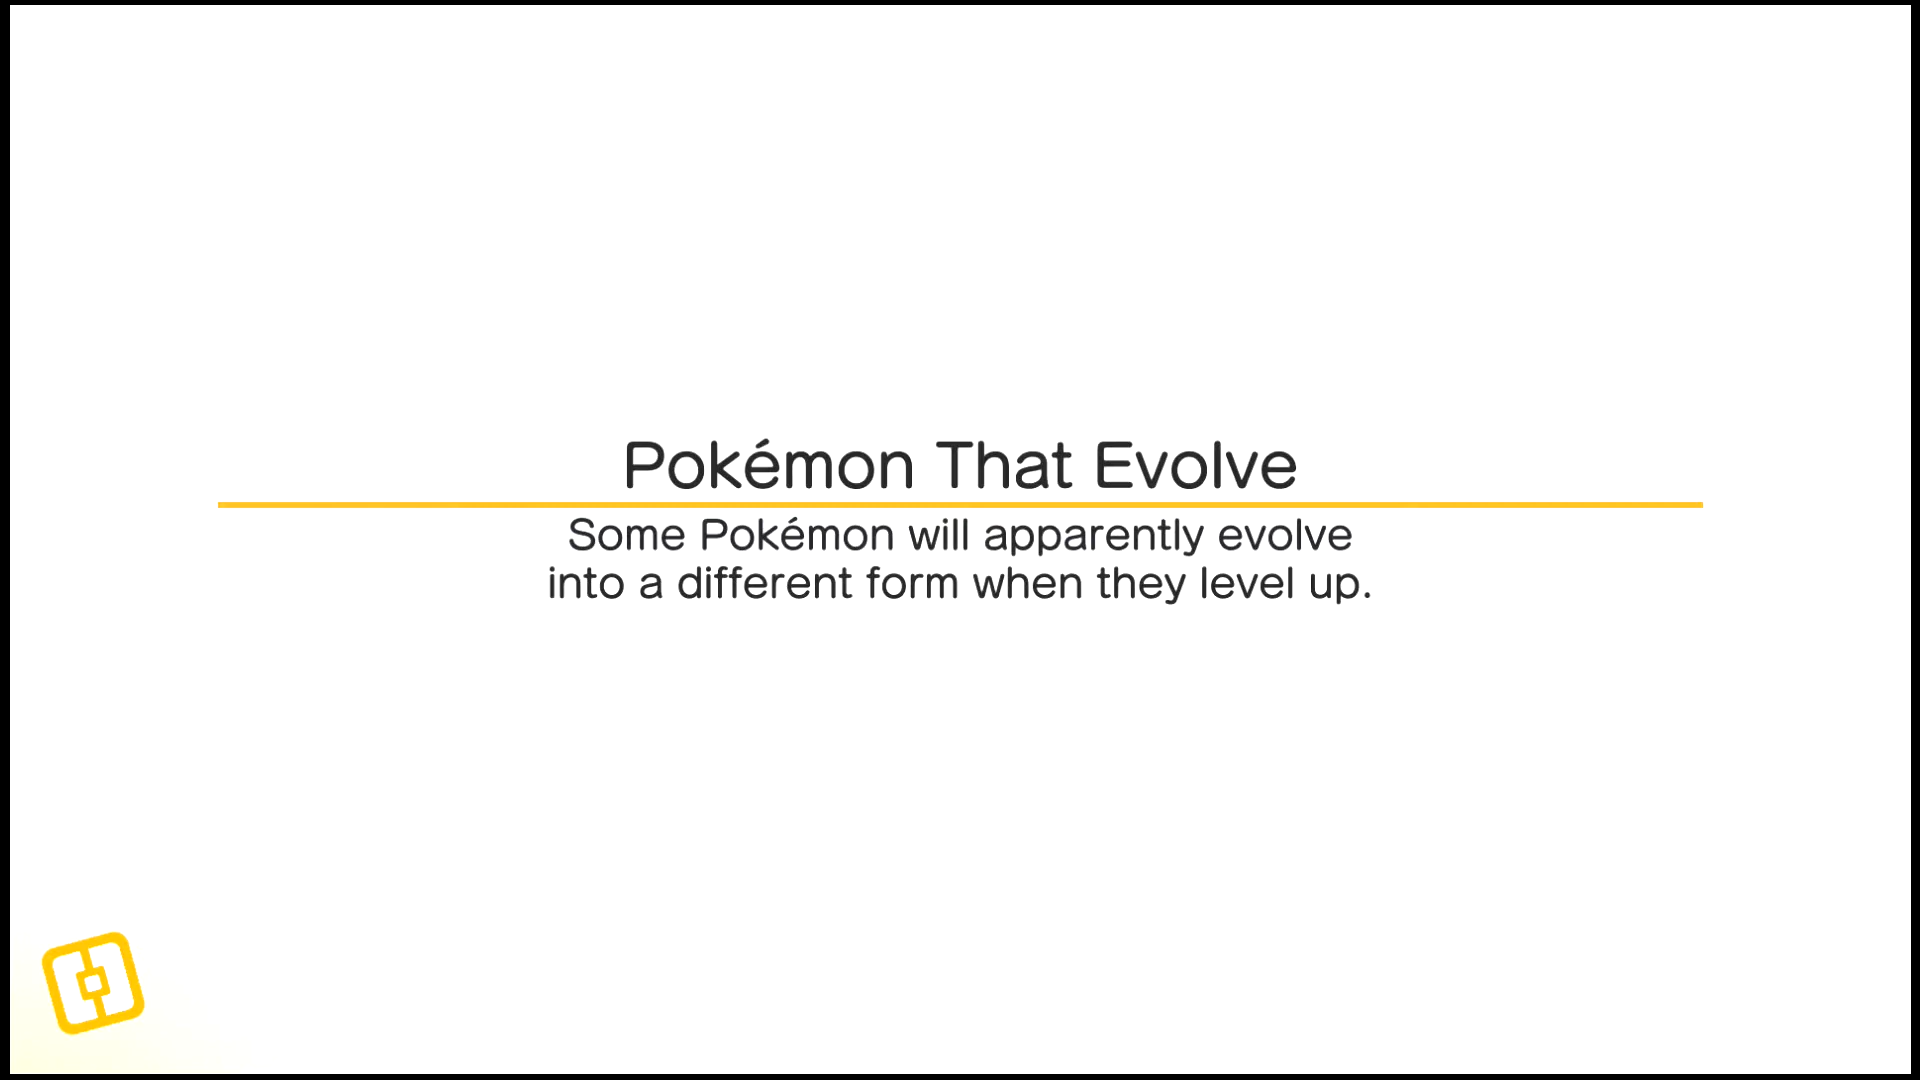 Pokémon That Evolve
Some Pokémon will apparently evolve
into a different form when they level up.